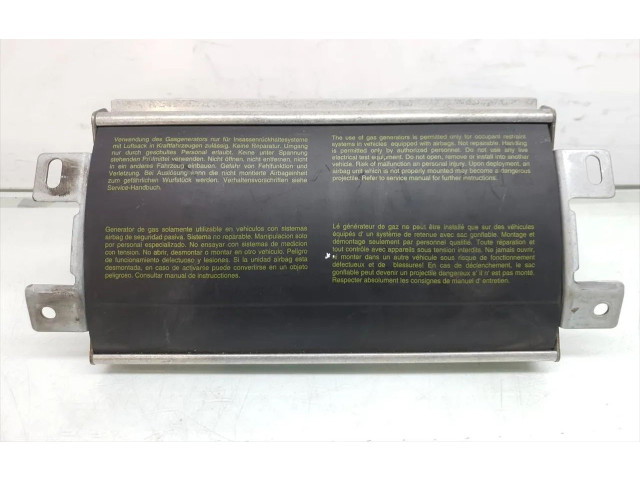 Verwendung des Gasgenerators nur für Insassenrückhaltesysteme
mit Luftsack in Kraftfahrzeugen zulässig. Keine Reparatur. Umgang
nur durch geschultes Personal erlaubt. Keine unter Spannung
stehenden Prüfmittel verwenden. Nicht öffnen, nicht entfernen, nicht
in ein anderes Fahrzeug einbauen. Gefahr von Fehlfunktion und
Verletzung. Bei Auslösung kann die nicht montierte Airbageinheit
zum gefährlichen Wurfstück werden. Verhaltensvorschriften siehe
Service-Handbuch.
The use of gas generators is permitted only for occupant restraint
systems in vehicles equipped with airbags. No repairable. Handling
is permitted only by authorized personnel. Do not use any live
electrical test equipment. Do not open, remove or install into another
vehicle. Risk of malfunction an personal injury. Upon deployment, an
airbag unit which is not properly mounted may become a dangerous
projectile. Refer to service manual for further instructions.
Generador de gas solamente utilizable en vehiculos con sistemas
airbag de seguridad pasiva. Sistema no reparable. Manipulacion solo
por personal especializado. No ensayar con sistemas de medicion
con tension. No abrir, desmontar o montar en otro vehiculo. Peligro
de funcionamiento defectuoso y lesiones. Si la unidad airbag esta
desmontada, en caso de activarse puede convertirse en un objeto
peligroso. Consultar manual de instrucciones.
Lé générateur de gaz ne peut être installé que sur des véhicules
équipés d' un système de retenue avec sac gonflable. Montage et
démontage seulement par personnel qualifié. Toute réparation et
tout contrôle avec appareils sous tension interdits. Ne jamais ouvrir,
ni monter dans un autre véhicule sous risque de fonctionnement
défectueux et de blessures! En cas de déclenchement, le sac
gonflable peut devenir un projectile dangereux s' il n' est pas monté.
Respecter absolument les consignes de manuel d' entretien.